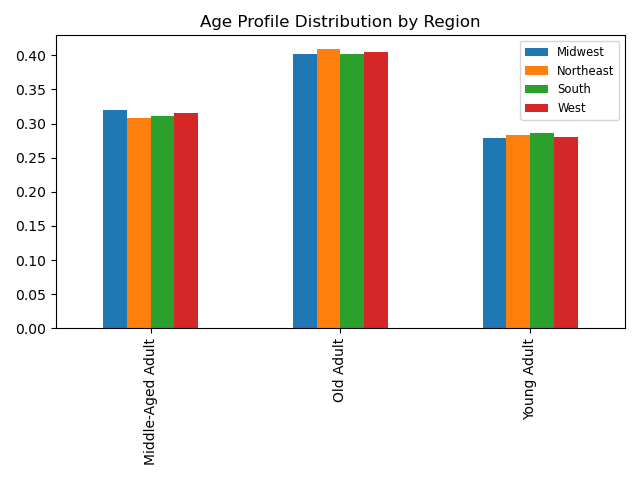 Age Profile Distribution by Region
0.40
0.35
0.30
0.25
0.20
0.15
0.10
0.05
0.00
Midwest
Northeast
South
West
Middle-Aged Adult
Old Adult
Young Adult